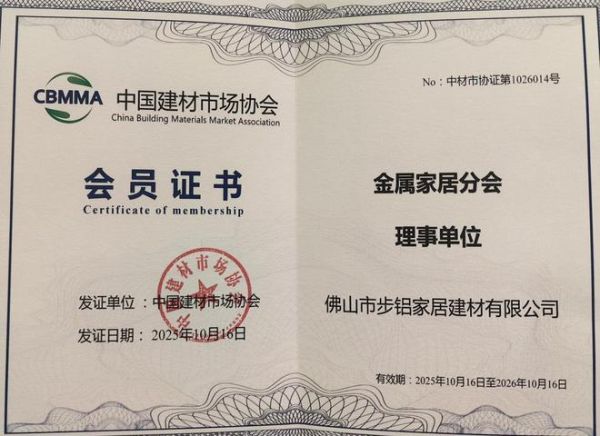 CBMMA
中国建材市场协会
China Building Materials Market Association
会员证书
Certificate of membership
发证单位：中国建材市场协会
发证日期：2025年10月16日
中国建材市场协会
No：中材市协证第1026014号
金属家居分会
理事单位
佛山市步铝家居建材有限公司
有效期：2025年10月16日至2026年10月16日